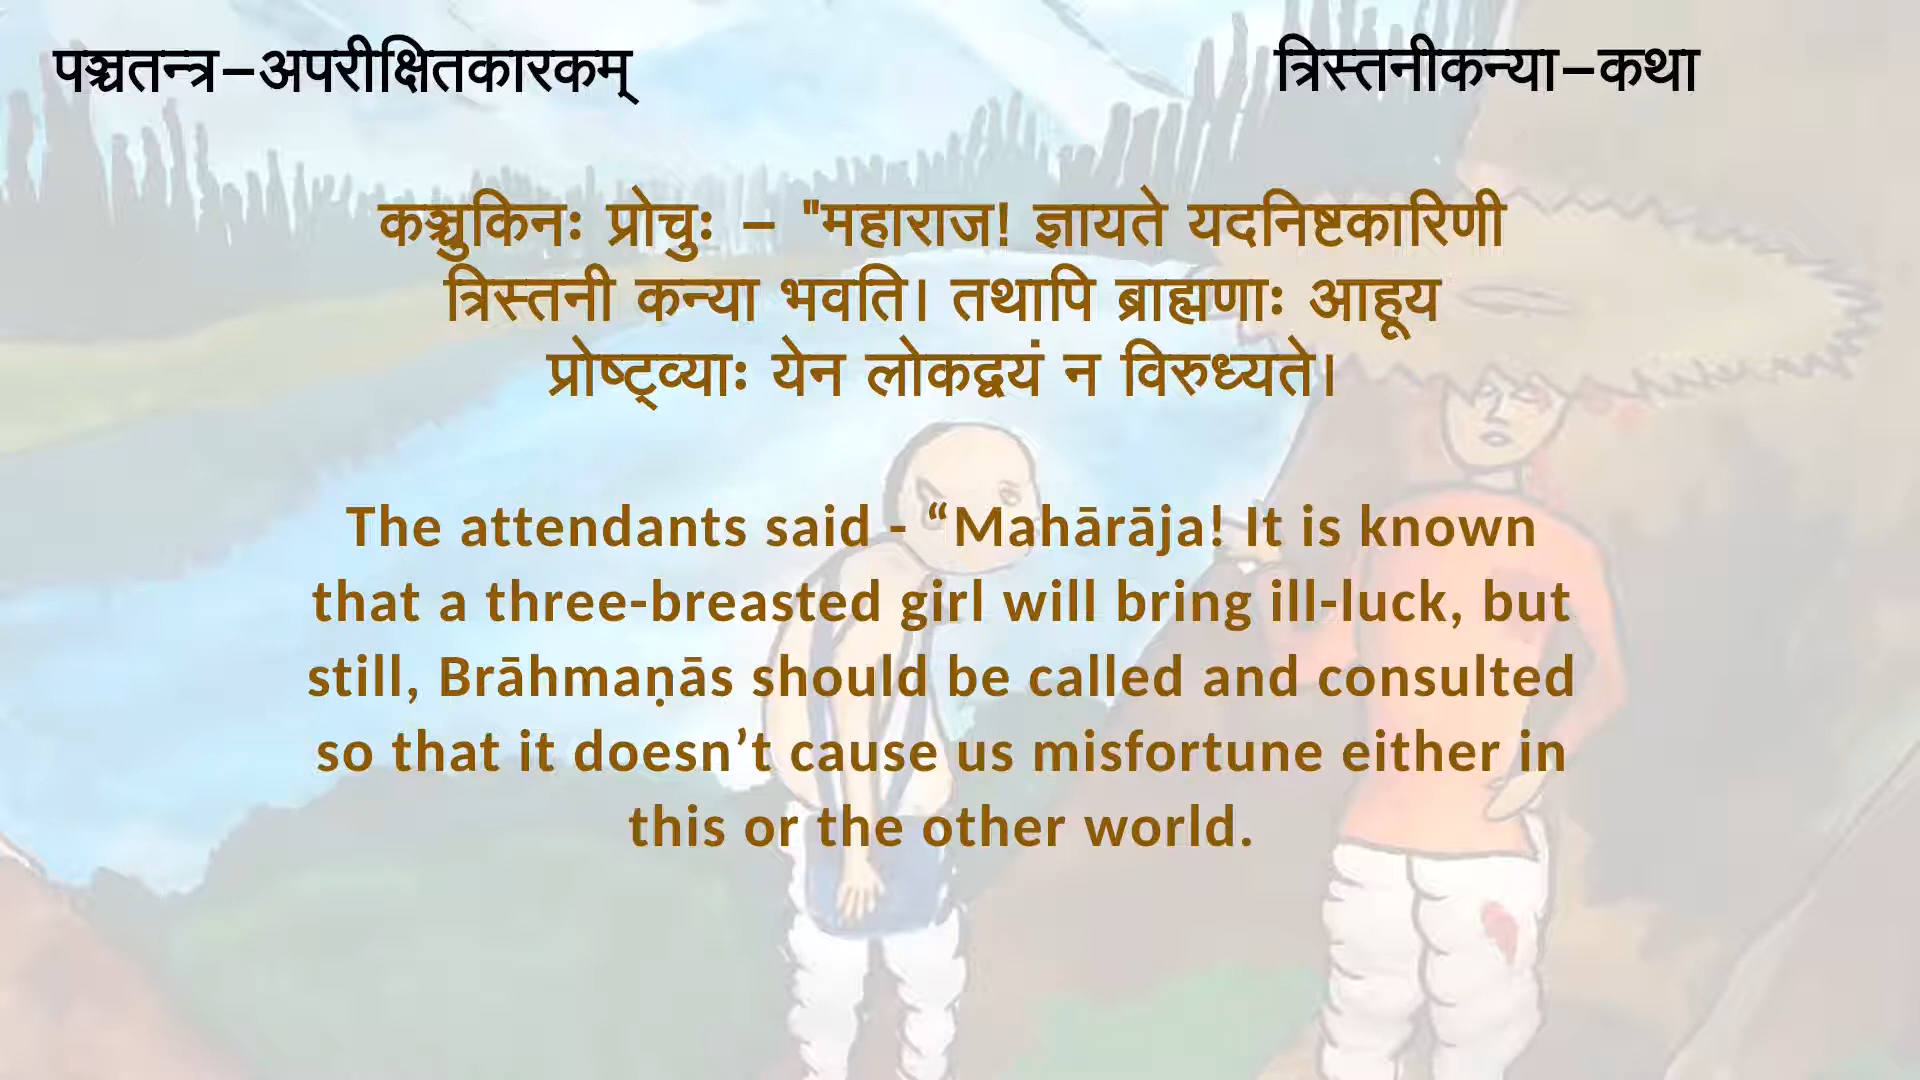 पञ्चतन्त्र–अपरीक्षितकारकम्
त्रिस्तनीकन्या–कथा
कञ्चुकिनः प्रोचुः – "महाराज! ज्ञायते यदनिष्टकारिणी
त्रिस्तनी कन्या भवति। तथापि ब्राह्मणाः आहूय
प्रोष्ट्व्याः येन लोकद्वयं न विरुध्यते।
The attendants said - “Mahārāja! It is known
that a three-breasted girl will bring ill-luck, but
still, Brāhmaṇās should be called and consulted
so that it doesn’t cause us misfortune either in
this or the other world.